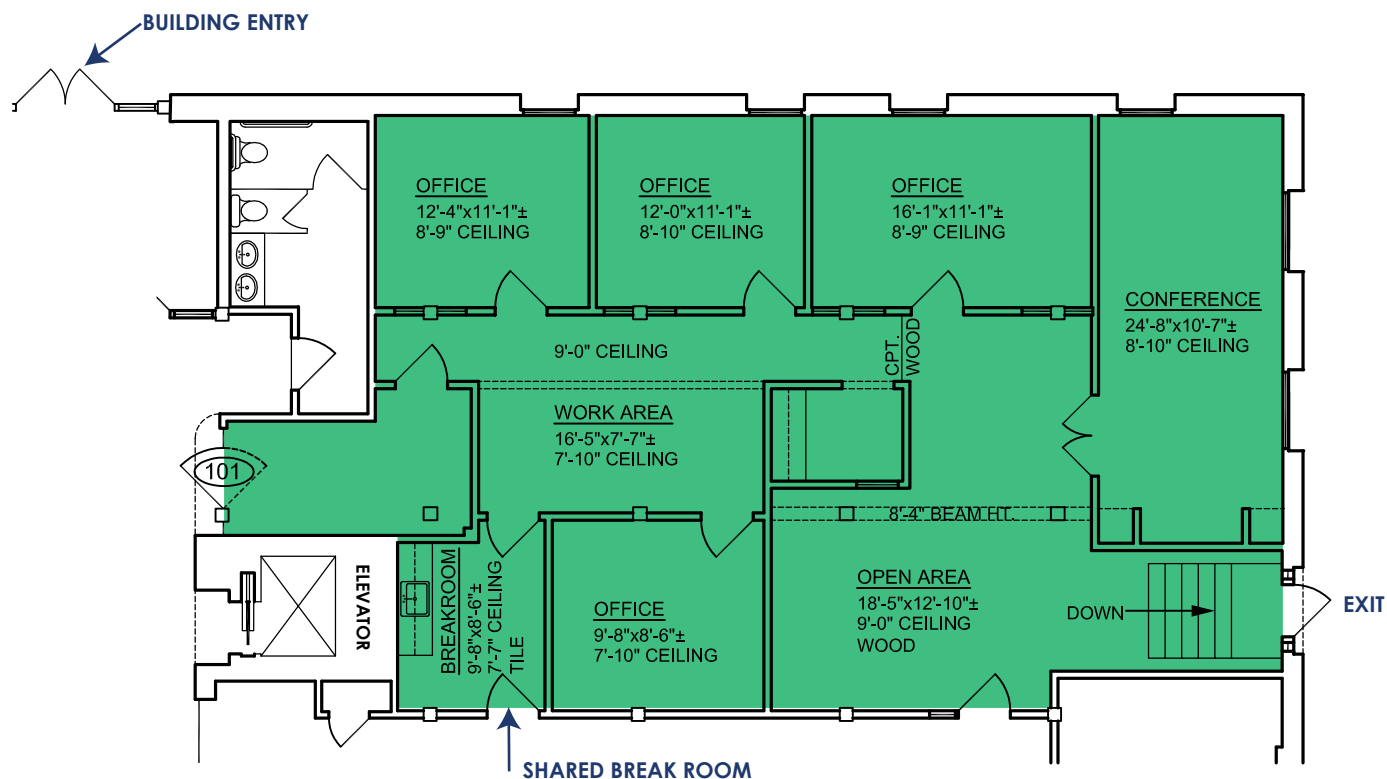 BUILDING ENTRY
OFFICE
12'-4"x11'-1"±
8'-9" CEILING
OFFICE
12'-0"x11'-1"±
8'-10" CEILING
OFFICE
16'-1"x11'-1"±
8'-9" CEILING
CONFERENCE
24'-8"x10'-7"±
8'-10" CEILING
9'-0" CEILING
CPT.
WOOD
WORK AREA
16'-5"x7'-7"±
7'-10" CEILING
101
8'-4" BEAM HT.
ELEVATOR
BREAKROOM
9'-8"x8'-6"±
7'-7" CEILING
TILE
OFFICE
9'-8"x8'-6"±
7'-10" CEILING
OPEN AREA
18'-5"x12'-10"±
9'-0" CEILING
WOOD
DOWN
EXIT
SHARED BREAK ROOM